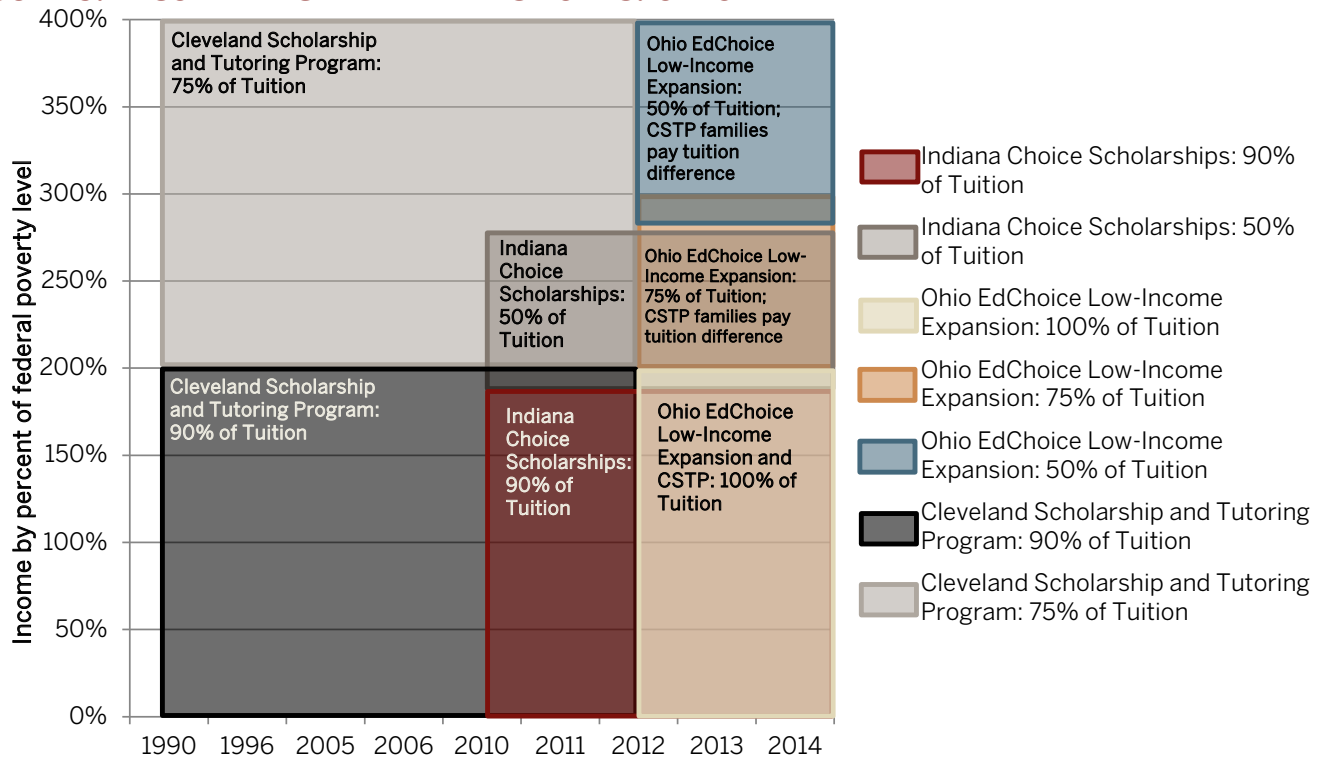 400%
350%
300%
250%
200%
150%
100%
50%
0%
Income by percent of federal poverty level
Cleveland Scholarship
and Tutoring Program:
75% of Tuition
Ohio EdChoice
Low-Income
Expansion:
50% of Tuition;
CSTP families
pay tuition
difference
Indiana
Choice
Scholarships:
50% of
Tuition
Ohio EdChoice Low-
Income Expansion:
75% of Tuition;
CSTP families pay
tuition difference
Cleveland Scholarship
and Tutoring Program:
90% of Tuition
Indiana
Choice
Scholarships:
90% of
Tuition
Ohio EdChoice
Low-Income
Expansion and
CSTP: 100% of
Tuition
1990 1996 2005 2006 2010 2011 2012 2013 2014
Indiana Choice Scholarships: 90%
of Tuition
Indiana Choice Scholarships: 50%
of Tuition
Ohio EdChoice Low-Income
Expansion: 100% of Tuition
Ohio EdChoice Low-Income
Expansion: 75% of Tuition
Ohio EdChoice Low-Income
Expansion: 50% of Tuition
Cleveland Scholarship and Tutoring
Program: 90% of Tuition
Cleveland Scholarship and Tutoring
Program: 75% of Tuition